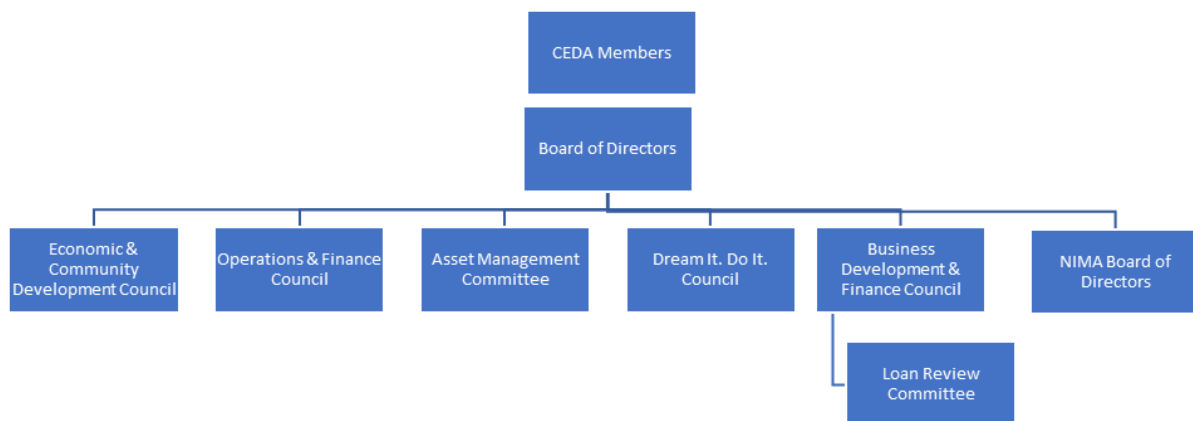 CEDA Members
Board of Directors
Economic &
Community
Development Council
Operations & Finance
Council
Asset Management
Committee
Dream It. Do It.
Council
Business
Development &
Finance Council
NIMA Board of
Directors
Loan Review
Committee